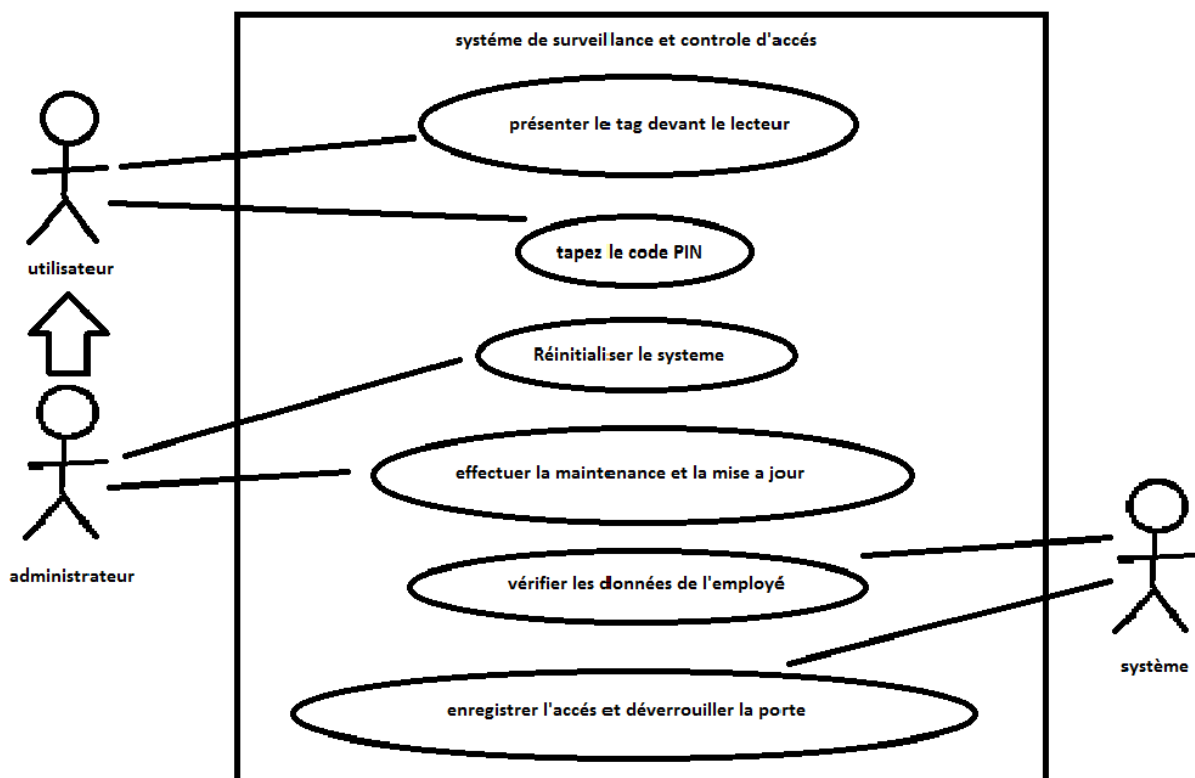 systéme de surveillance et controle d'accés
présenter le tag devant le lecteur
tapez le code PIN
utilisateur
Réinitialiser le systeme
effectuer la maintenance et la mise a jour
administrateur
vérifier les données de l'employé
système
enregistrer l'accés et déverrouiller la porte